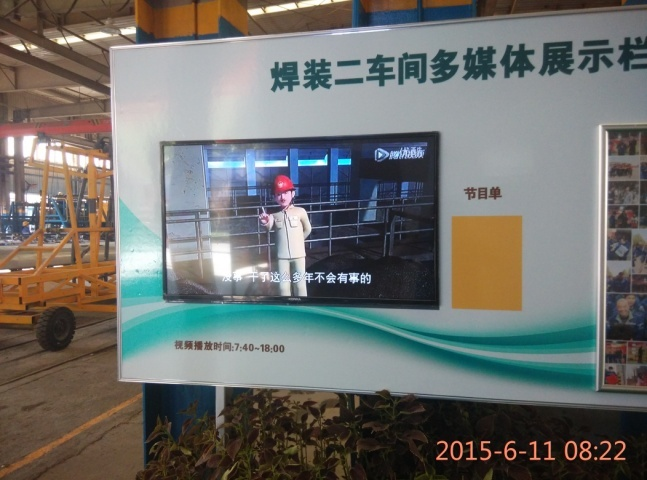 焊装二车间多媒体展示栏
节目单
没事 干了这么多年不会有事的
视频播放时间:7:40~18:00
2015-6-11 08:22